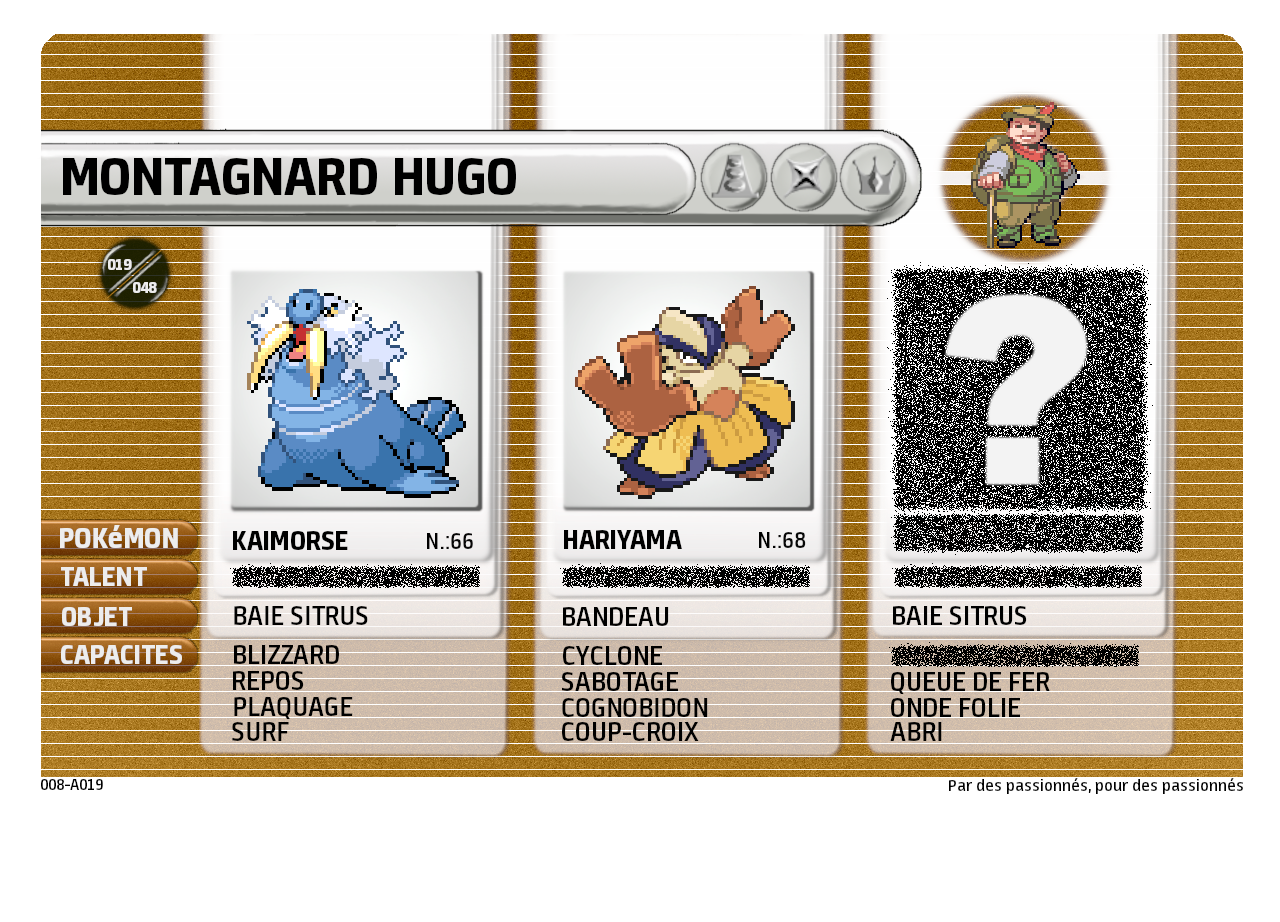 MONTAGNARD HUGO
019
048
?
POKéMON
KAIMORSE N.:66
HARIYAMA N.:68
TALENT
OBJET
BAIE SITRUS
BANDEAU
BAIE SITRUS
CAPACITES
BLIZZARD
REPOS
PLAQUAGE
SURF
CYCLONE
SABOTAGE
COGNOBIDON
COUP-CROIX
QUEUE DE FER
ONDE FOLIE
ABRI
008-A019
Par des passionnés, pour des passionnés